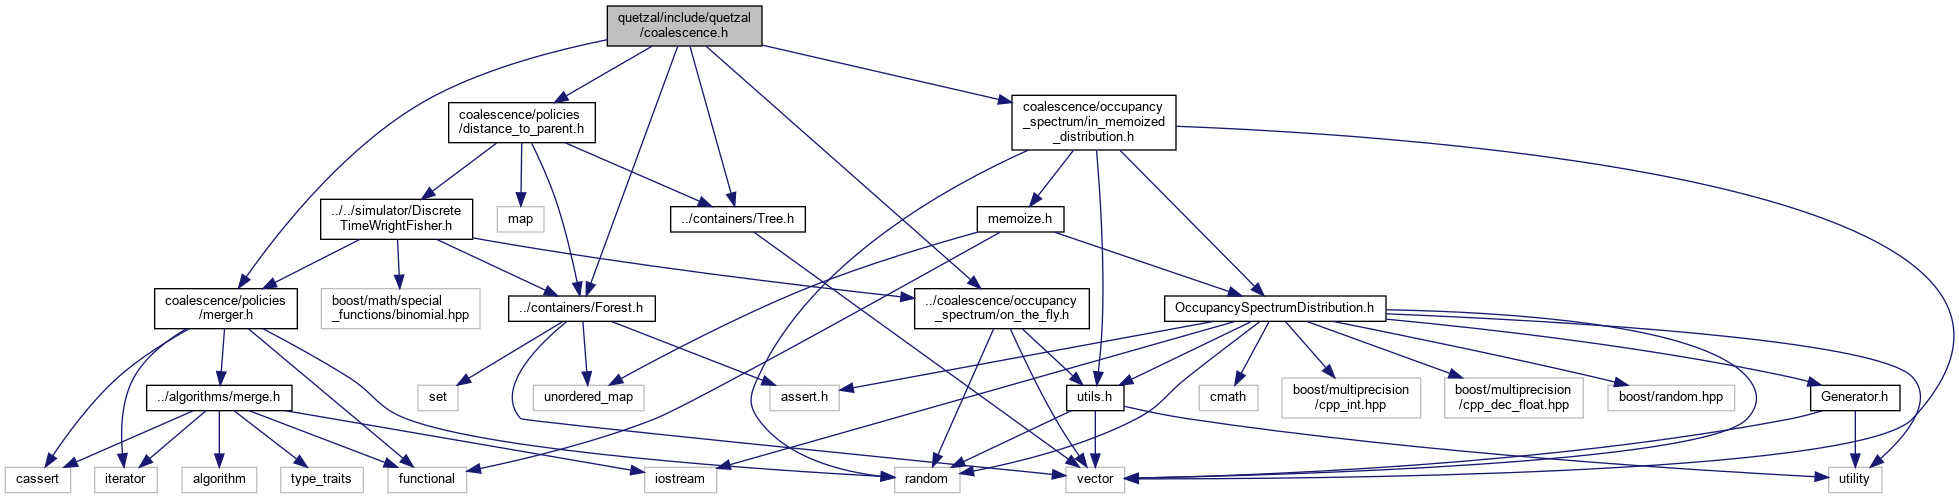 quetzal/include/quetzal
/coalescence.h
coalescence/policies
/distance_to_parent.h
coalescence/occupancy
_spectrum/in_memoized
_distribution.h
../../simulator/Discrete
TimeWrightFisher.h
map
../containers/Tree.h
memoize.h
coalescence/policies
/merger.h
boost/math/special
_functions/binomial.hpp
../containers/Forest.h
../coalescence/occupancy
_spectrum/on_the_fly.h
OccupancySpectrumDistribution.h
../algorithms/merge.h
set
unordered_map
assert.h
utils.h
cmath
boost/multiprecision
/cpp_int.hpp
boost/multiprecision
/cpp_dec_float.hpp
boost/random.hpp
Generator.h
cassert
iterator
algorithm
type_traits
functional
iostream
random
vector
utility